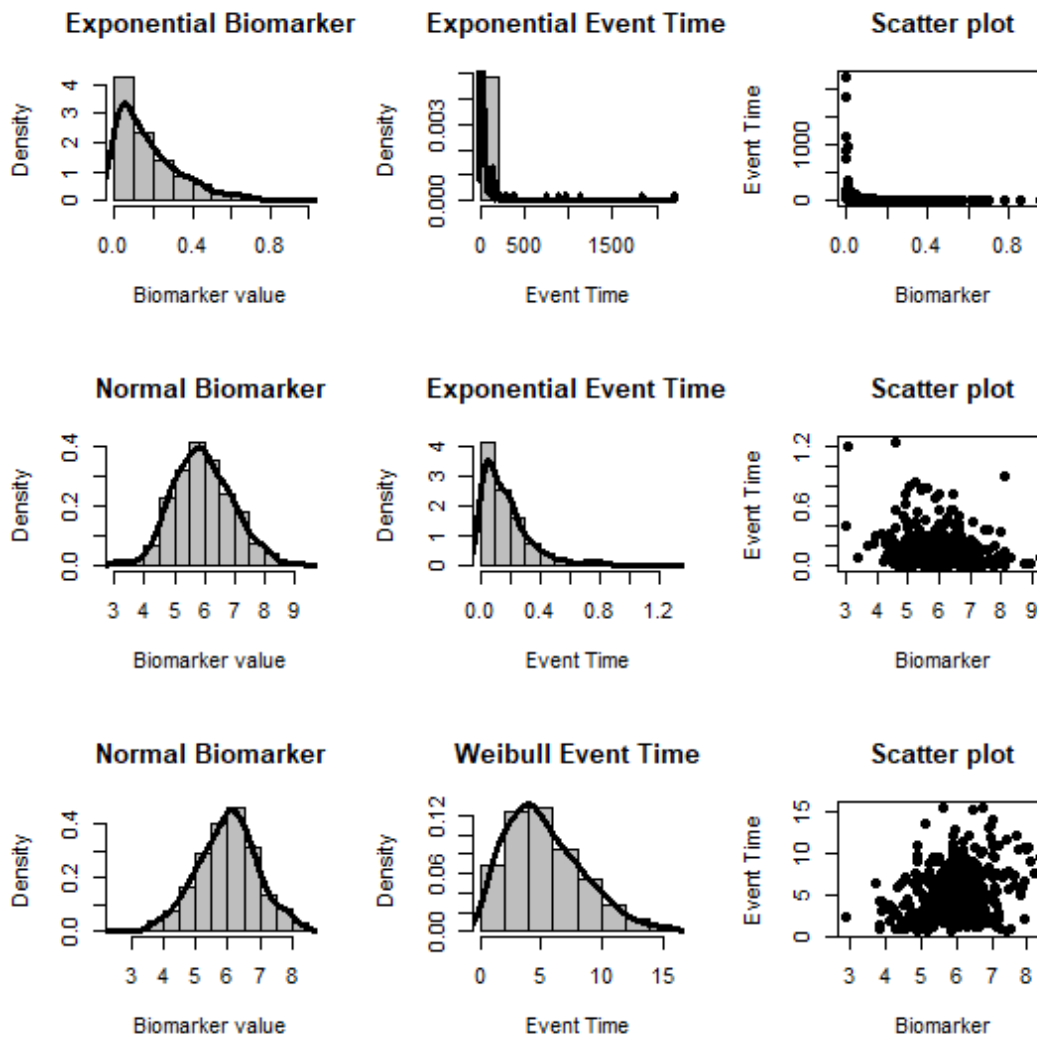 Exponential Biomarker
Density
0 1 2 3 4
0.0 0.4 0.8
Biomarker value
Exponential Event Time
Density
0.000 0.003
0 500 1500
Event Time
Scatter plot
Event Time
0 1000
0.0 0.4 0.8
Biomarker
Normal Biomarker
Density
0.0 0.2 0.4
3 4 5 6 7 8 9
Biomarker value
Exponential Event Time
Density
0 1 2 3 4
0.0 0.4 0.8 1.2
Event Time
Scatter plot
Event Time
0.0 0.6 1.2
3 4 5 6 7 8 9
Biomarker
Normal Biomarker
Density
0.0 0.2 0.4
3 4 5 6 7 8
Biomarker value
Weibull Event Time
Density
0.00 0.06 0.12
0 5 10 15
Event Time
Scatter plot
Event Time
0 5 10 15
3 4 5 6 7 8
Biomarker